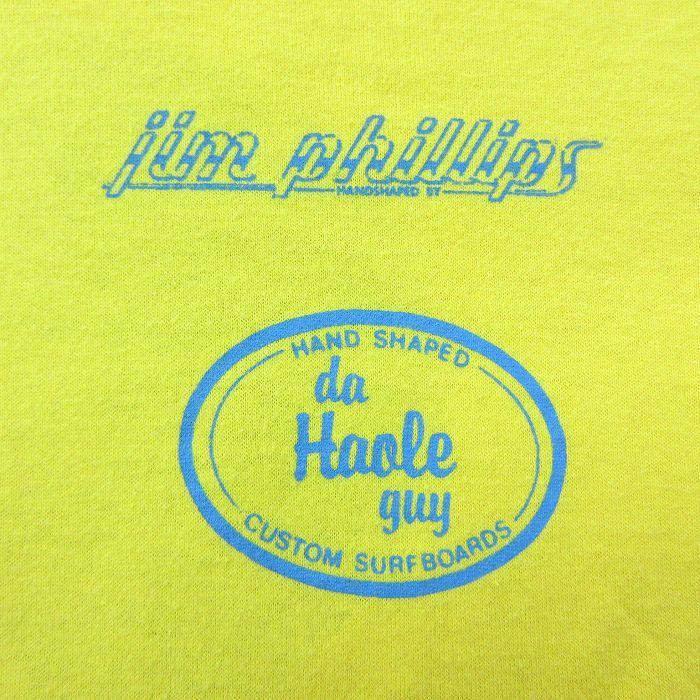 jim phillips
HANDSHAPED BY
HAND SHAPED
da
Haole
guy
CUSTOM SURFBOARDS